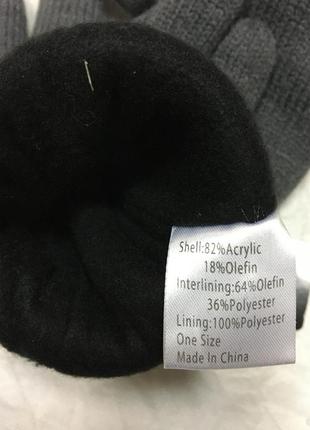 Shell:82%Acrylic
18%Olefin
Interlining:64%Olefin
36%Polyester
Lining:100%Polyester
One Size
Made In China